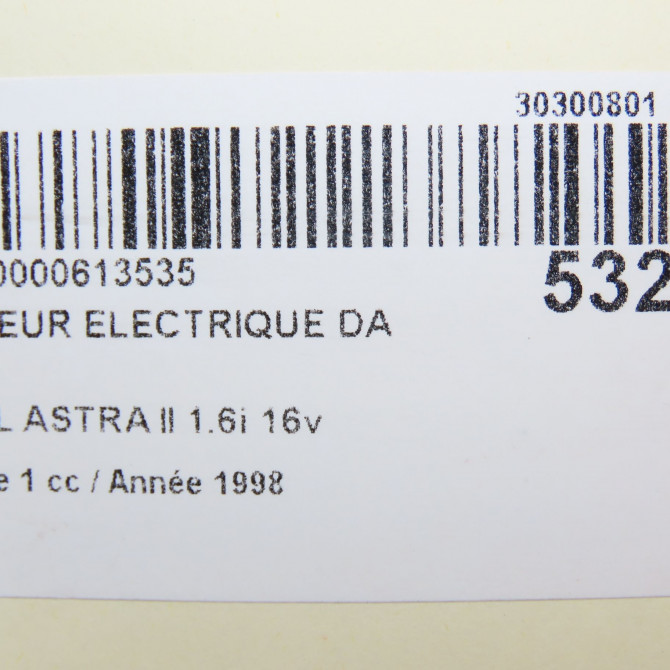 30300801
0000613535
532
EUR ELECTRIQUE DA
L ASTRA II 1.6i 16v
e 1 cc / Année 1998